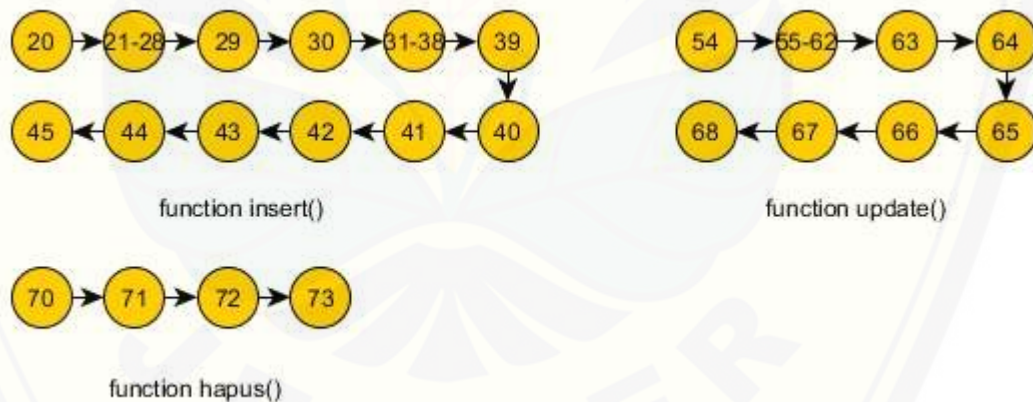 20 21-28 29 30 31-38 39
54 55-62 63 64
45 44 43 42 41 40
68 67 66 65
function insert()
function update()
70 71 72 73
function hapus()